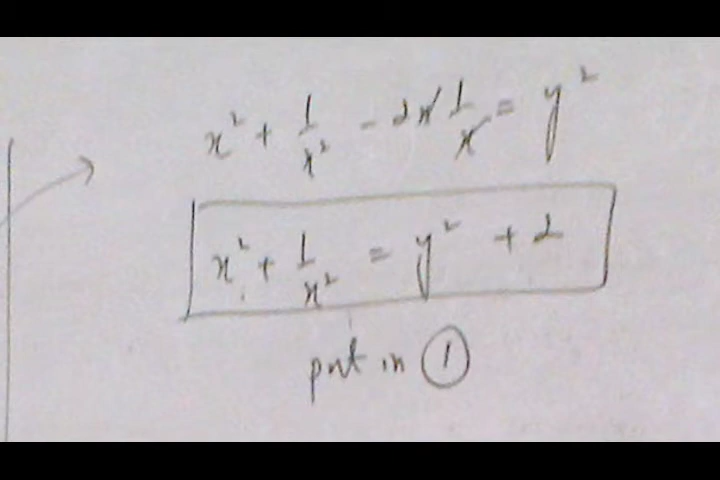 x² + 1/x² - 2x 1/x = y²
x² + 1/x² = y² + 2
put in ①